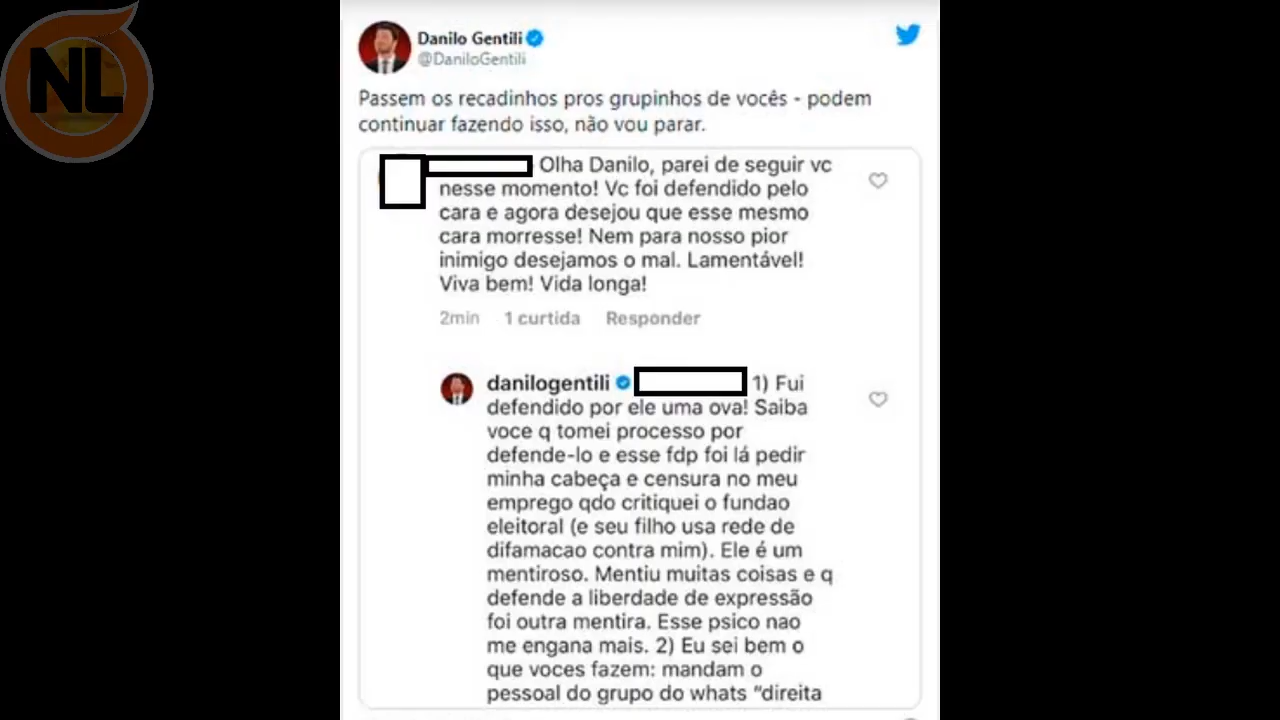 NL
Danilo Gentili
@DaniloGentili
Passem os recadinhos pros grupinhos de vocês - podem
continuar fazendo isso, não vou parar.
Olha Danilo, parei de seguir vc
nesse momento! Vc foi defendido pelo
cara e agora desejou que esse mesmo
cara morresse! Nem para nosso pior
inimigo desejamos o mal. Lamentável!
Viva bem! Vida longa!
2min 1 curtida Responder
danilogentili 1) Fui
defendido por ele uma ova! Saiba
voce q tomei processo por
defende-lo e esse fdp foi lá pedir
minha cabeça e censura no meu
emprego qdo critiquei o fundao
eleitoral (e seu filho usa rede de
difamacao contra mim). Ele é um
mentiroso. Mentiu muitas coisas e q
defende a liberdade de expressão
foi outra mentira. Esse psico nao
me engana mais. 2) Eu sei bem o
que voces fazem: mandam o
pessoal do grupo do whats “direita